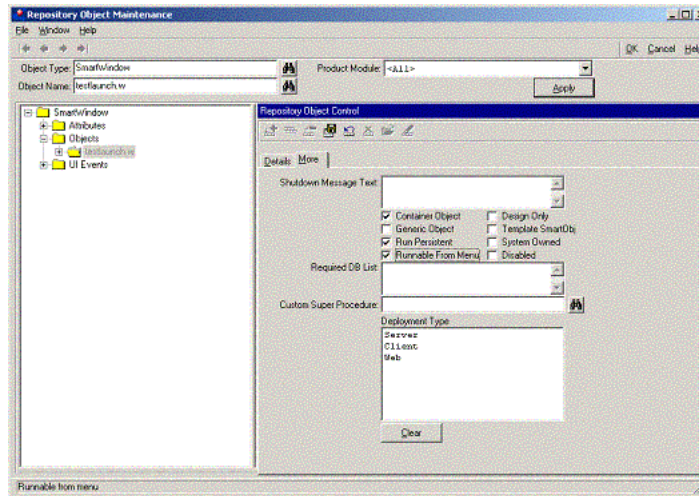 Repository Object Maintenance
File Window Help
OK Cancel Help
Object Type: SmartWindow Product Module: <All>
Object Name: testlaunch.w Apply
SmartWindow
Attributes
Objects
testlaunch.w
UI Events
Repository Object Control
Details More
Shutdown Message Text:
Container Object Design Only
Generic Object Template SmartObj
Run Persistent System Owned
Runnable From Menu Disabled
Required DB List:
Custom Super Procedure:
Deployment Type
Server
Client
Web
Clear
Runnable from menu